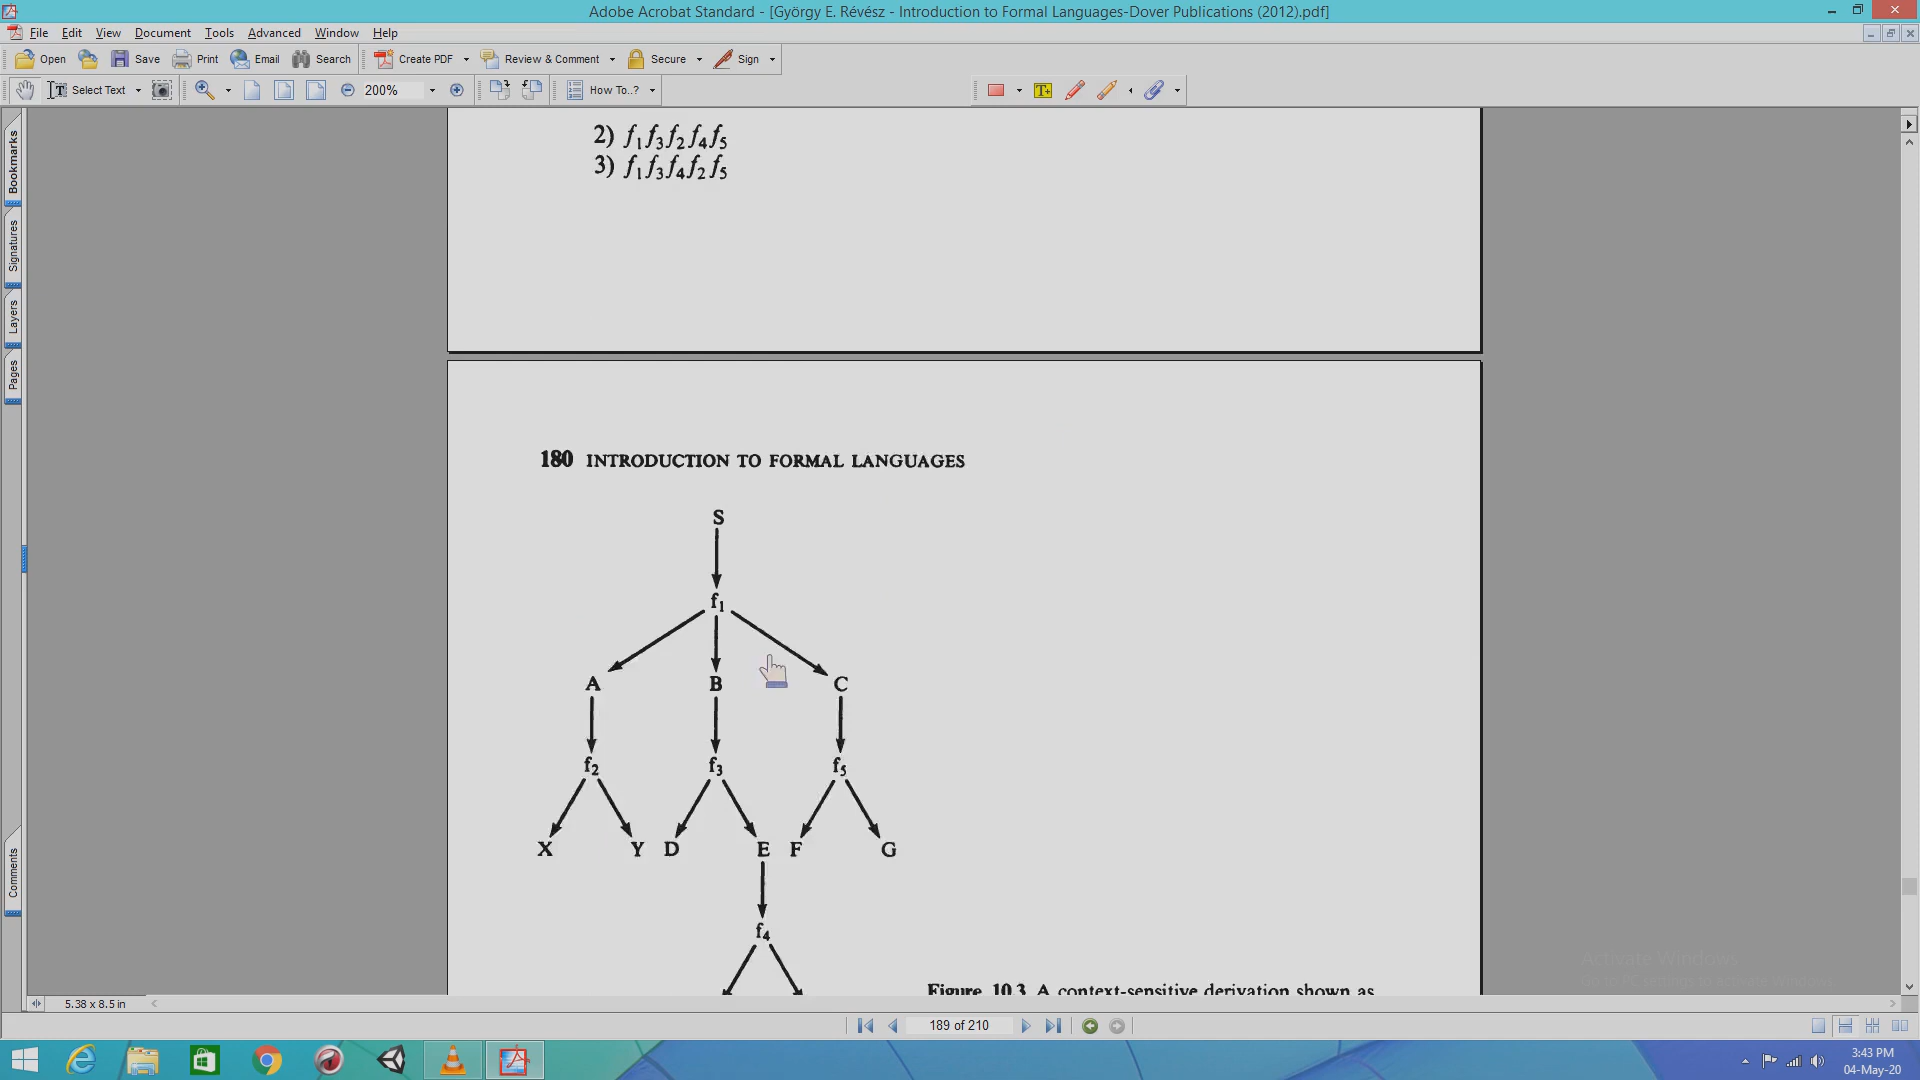 Adobe Acrobat Standard - [György E. Révész - Introduction to Formal Languages-Dover Publications (2012).pdf]
File Edit View Document Tools Advanced Window Help
Open Save Print Email Search Create PDF Review & Comment Secure Sign
Select Text 200% How To..?
Bookmarks
Signatures
Layers
Pages
Comments
2) f1f3f2f4f5
3) f1f3f4f2f5
180 INTRODUCTION TO FORMAL LANGUAGES
S
f1
A B C
f2 f3 f5
X Y D E F G
f4
Figure 10.3 A context-sensitive derivation shown as
Activate Windows
5.38 x 8.5 in
189 of 210
3:43 PM
04-May-20